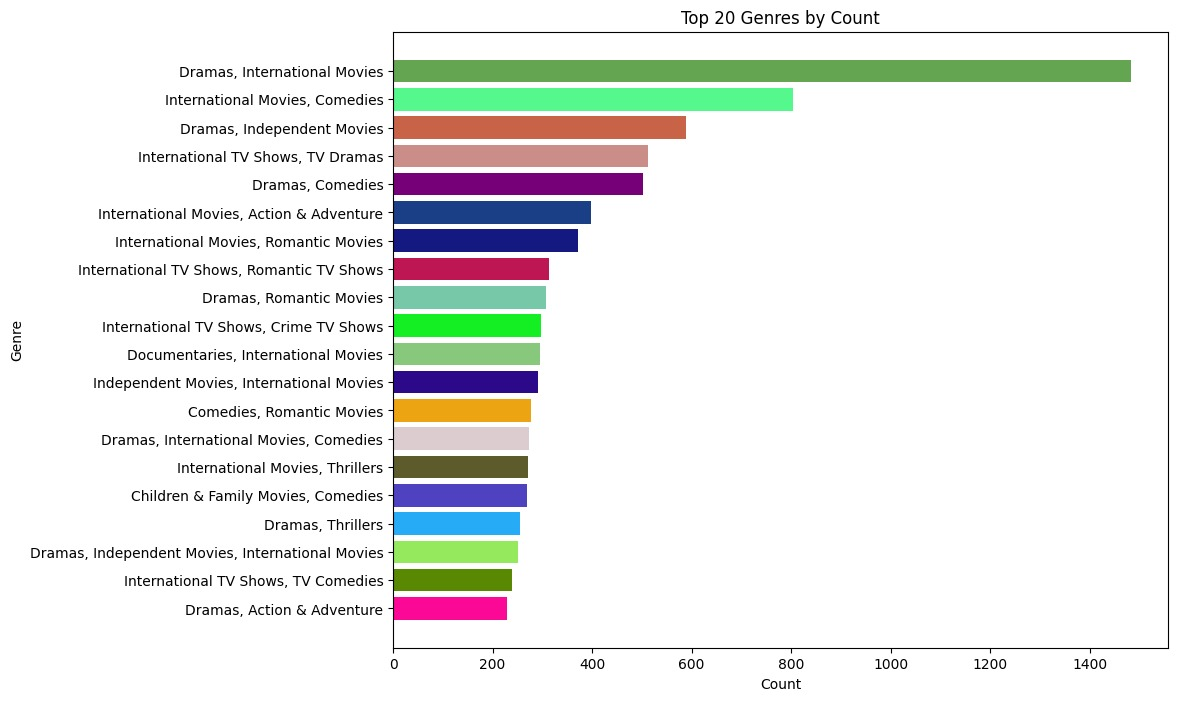 Top 20 Genres by Count
Genre
Dramas, International Movies
International Movies, Comedies
Dramas, Independent Movies
International TV Shows, TV Dramas
Dramas, Comedies
International Movies, Action & Adventure
International Movies, Romantic Movies
International TV Shows, Romantic TV Shows
Dramas, Romantic Movies
International TV Shows, Crime TV Shows
Documentaries, International Movies
Independent Movies, International Movies
Comedies, Romantic Movies
Dramas, International Movies, Comedies
International Movies, Thrillers
Children & Family Movies, Comedies
Dramas, Thrillers
Dramas, Independent Movies, International Movies
International TV Shows, TV Comedies
Dramas, Action & Adventure
0 200 400 600 800 1000 1200 1400
Count